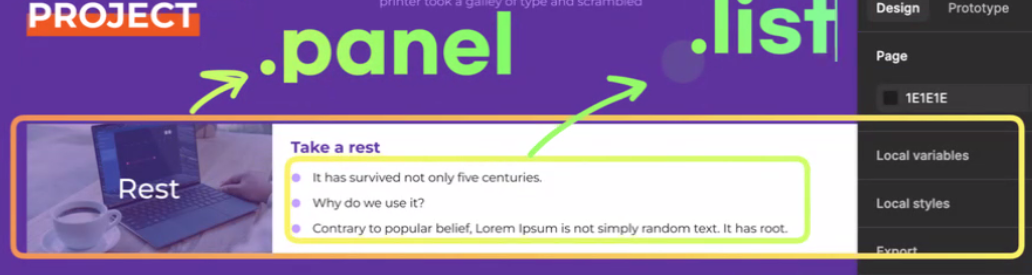 PROJECT
printer took a galley of type and scrambled
.panel
.list
Design Prototype
Page
1E1E1E
Rest
Take a rest
It has survived not only five centuries.
Why do we use it?
Contrary to popular belief, Lorem Ipsum is not simply random text. It has root.
Local variables
Local styles
Export